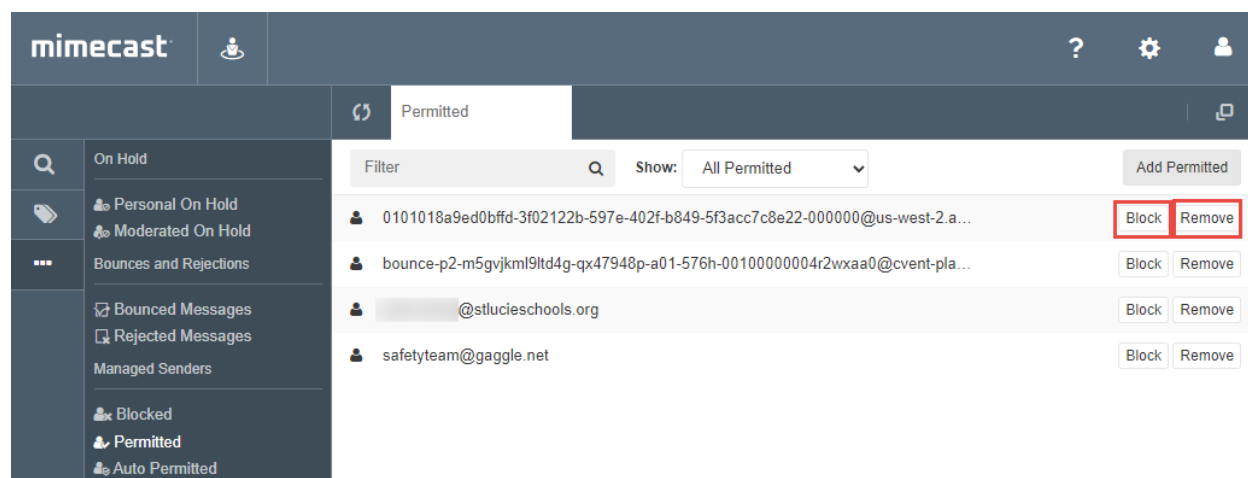 mimecast
?
Permitted
On Hold
Filter
Show: All Permitted
Add Permitted
Personal On Hold
Moderated On Hold
0101018a9ed0bffd-3f02122b-597e-402f-b849-5f3acc7c8e22-000000@us-west-2.a...
Block Remove
Bounces and Rejections
bounce-p2-m5gvjkml9ltd4g-qx47948p-a01-576h-00100000004r2wxaa0@cvent-pla...
Block Remove
Bounced Messages
@stlucieschools.org
Block Remove
Rejected Messages
Managed Senders
safetyteam@gaggle.net
Block Remove
Blocked
Permitted
Auto Permitted